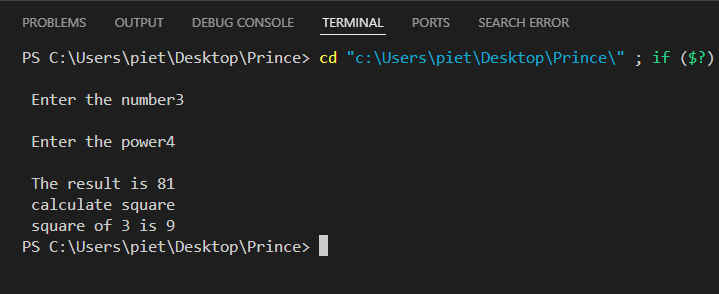 PROBLEMS OUTPUT DEBUG CONSOLE TERMINAL PORTS SEARCH ERROR
PS C:\Users\piet\Desktop\Prince> cd "c:\Users\piet\Desktop\Prince\" ; if ($?)
Enter the number3
Enter the power4
The result is 81
calculate square
square of 3 is 9
PS C:\Users\piet\Desktop\Prince>